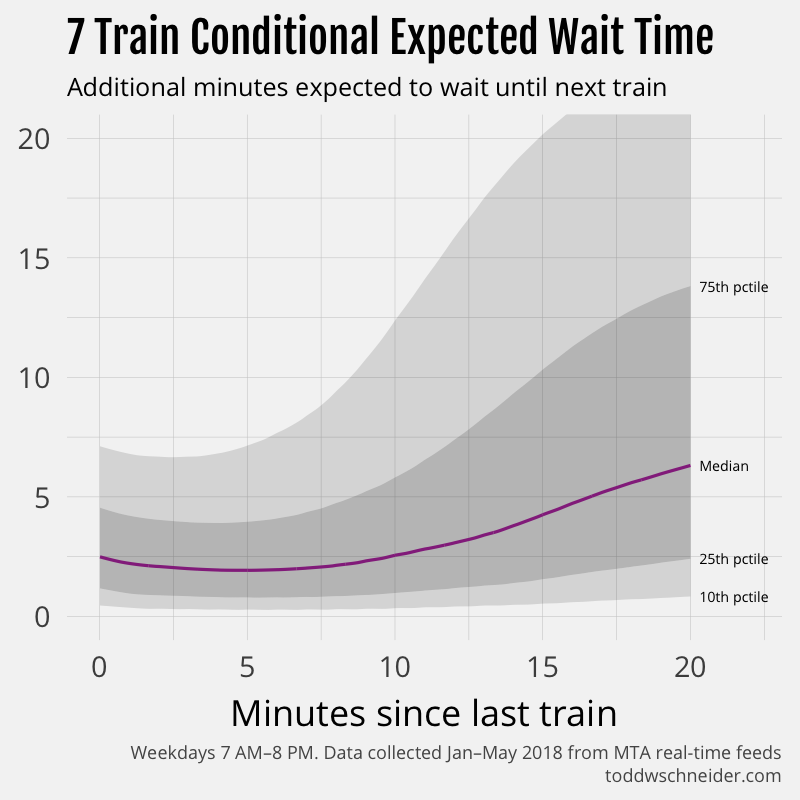 7 Train Conditional Expected Wait Time
Additional minutes expected to wait until next train
20
15
10
5
0
75th pctile
Median
25th pctile
10th pctile
0 5 10 15 20
Minutes since last train
Weekdays 7 AM–8 PM. Data collected Jan–May 2018 from MTA real-time feeds
toddwschneider.com